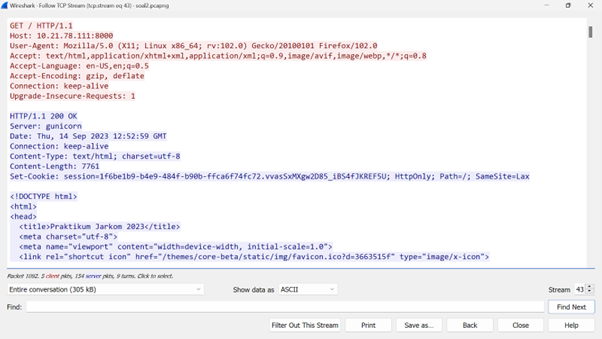 Wireshark · Follow TCP Stream (tcp.stream eq 43) · soal2.pcapng
GET / HTTP/1.1
Host: 10.21.78.111:8000
User-Agent: Mozilla/5.0 (X11; Linux x86_64; rv:102.0) Gecko/20100101 Firefox/102.0
Accept: text/html,application/xhtml+xml,application/xml;q=0.9,image/avif,image/webp,*/*;q=0.8
Accept-Language: en-US,en;q=0.5
Accept-Encoding: gzip, deflate
Connection: keep-alive
Upgrade-Insecure-Requests: 1
HTTP/1.1 200 OK
Server: gunicorn
Date: Thu, 14 Sep 2023 12:52:59 GMT
Connection: keep-alive
Content-Type: text/html; charset=utf-8
Content-Length: 7761
Set-Cookie: session=1f6be1b9-b4e9-484f-b90b-ffca6f74fc72.vvasSxMXgw2D85_iBS4fJKREF5U; HttpOnly; Path=/; SameSite=Lax
<!DOCTYPE html>
<html>
<head>
<title>Praktikum Jarkom 2023</title>
<meta charset="utf-8">
<meta name="viewport" content="width=device-width, initial-scale=1.0">
<link rel="shortcut icon" href="/themes/core-beta/static/img/favicon.ico?d=3663515f" type="image/x-icon">
Packet 1092. 5 client pkts, 154 server pkts, 9 turns. Click to select.
Entire conversation (305 kB) Show data as ASCII Stream 43
Find: Find Next
Filter Out This Stream Print Save as... Back Close Help